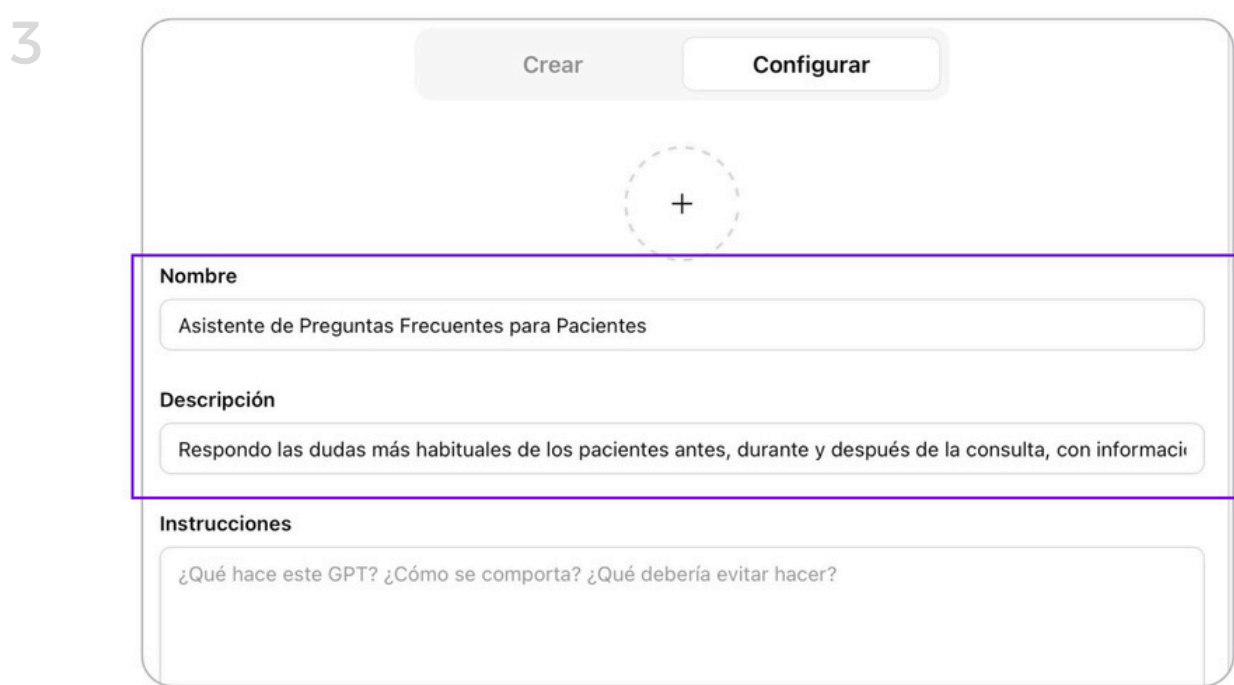 3
Crear
Configurar
+
Nombre
Asistente de Preguntas Frecuentes para Pacientes
Descripción
Respondo las dudas más habituales de los pacientes antes, durante y después de la consulta, con informaci
Instrucciones
¿Qué hace este GPT? ¿Cómo se comporta? ¿Qué debería evitar hacer?